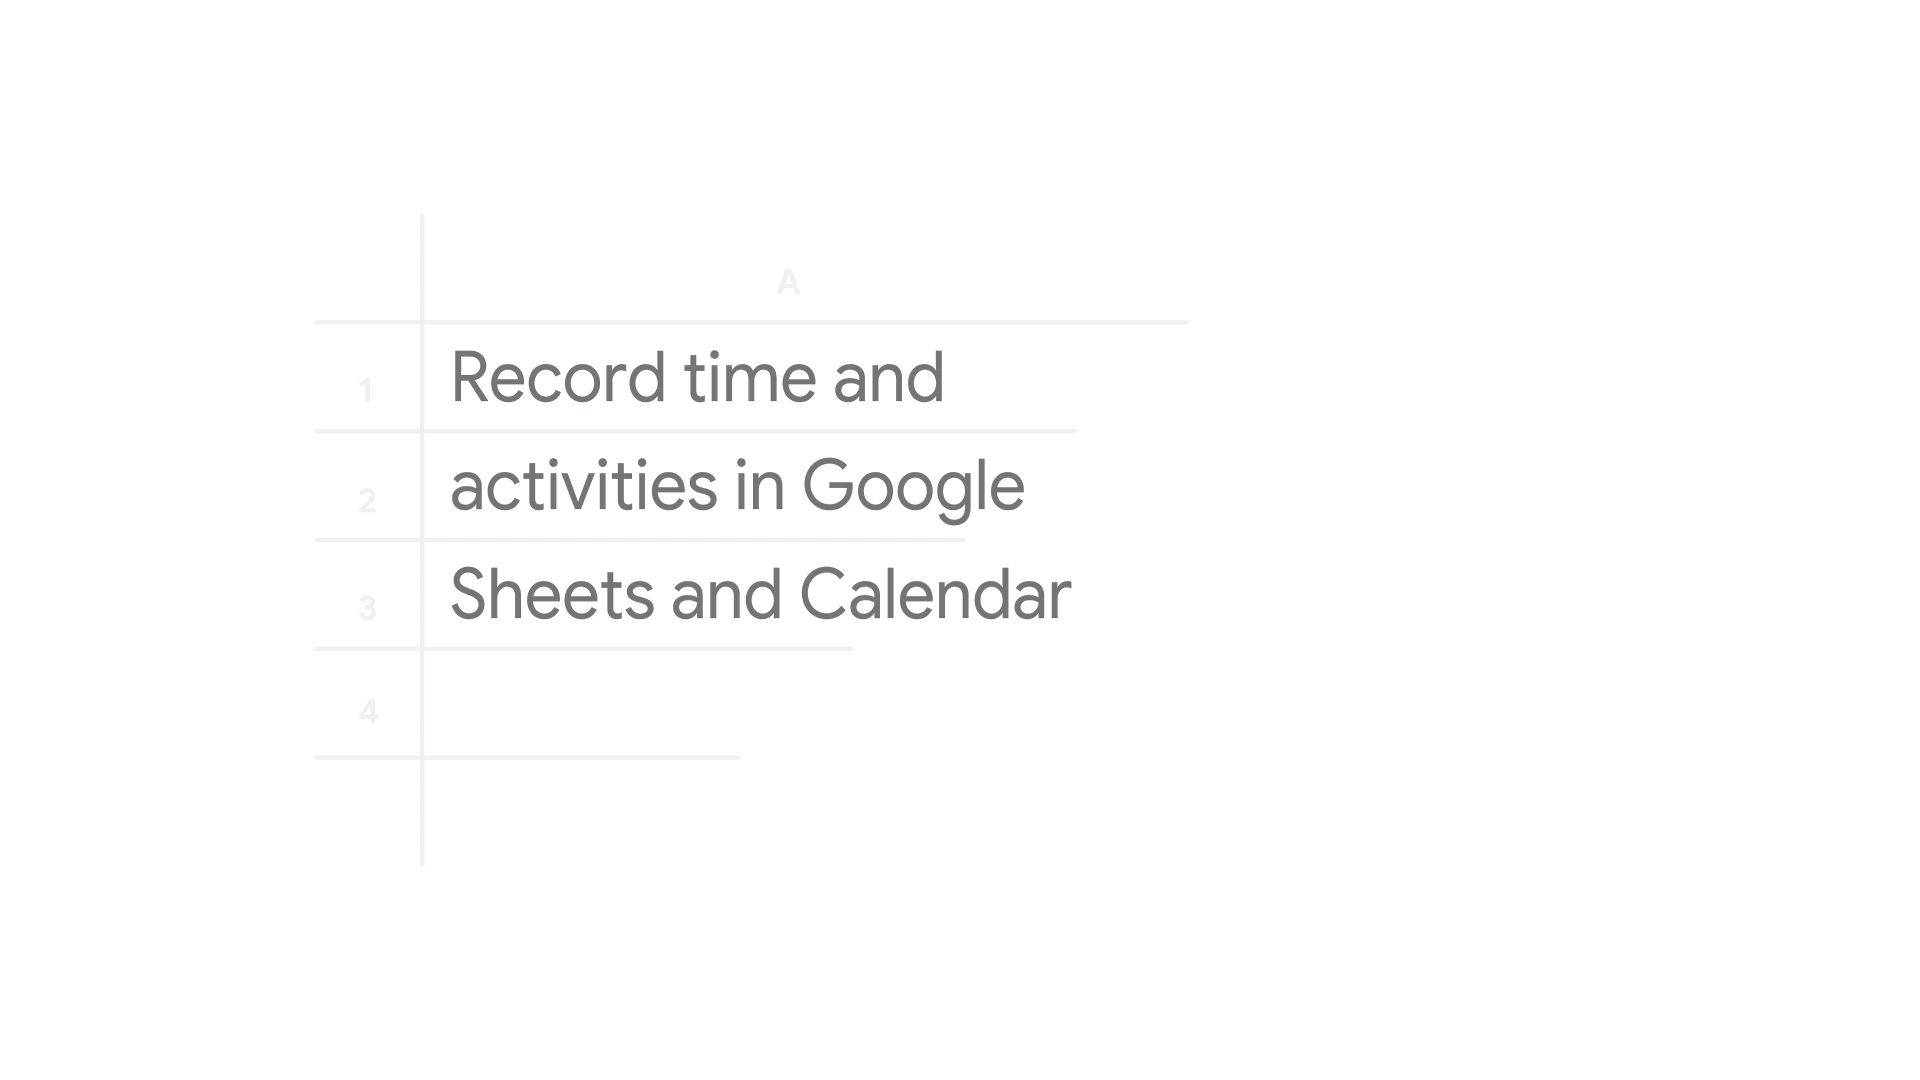 A
1 Record time and
2 activities in Google
3 Sheets and Calendar
4